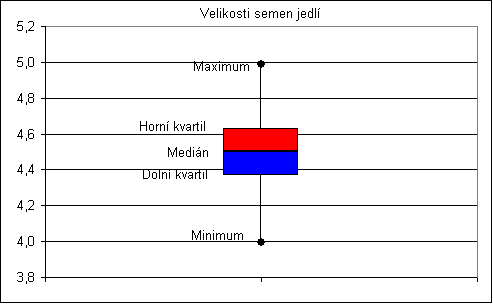 Velikosti semen jedlí
5,2
5,0
Maximum
4,8
Horní kvartil
4,6
Medián
4,4
Dolní kvartil
4,2
Minimum
4,0
3,8